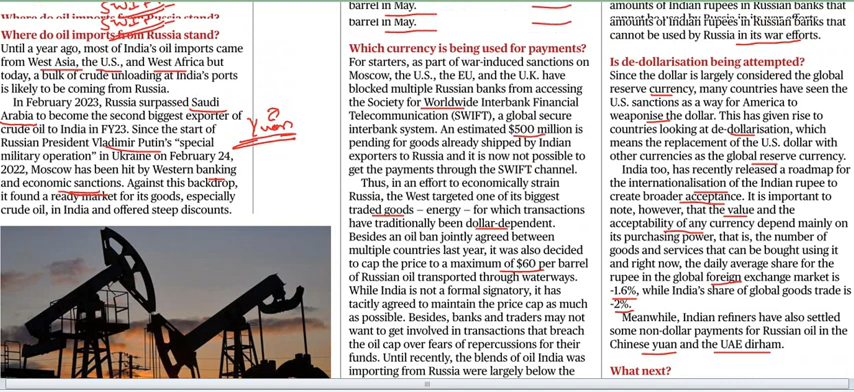 SWIFT
Where do oil imports from Russia stand?
Where do oil imports from Russia stand?
Until a year ago, most of India's oil imports came
from West Asia, the U.S., and West Africa but
today, a bulk of crude unloading at India's ports
is likely to be coming from Russia.
In February 2023, Russia surpassed Saudi
Arabia to become the second biggest exporter of
crude oil to India in FY23. Since the start of
Russian President Vladimir Putin's “special
military operation” in Ukraine on February 24,
2022, Moscow has been hit by Western banking
and economic sanctions. Against this backdrop,
it found a ready market for its goods, especially
crude oil, in India and offered steep discounts.
Yuan
barrel in May.
barrel in May.
Which currency is being used for payments?
For starters, as part of war-induced sanctions on
Moscow, the U.S., the EU, and the U.K. have
blocked multiple Russian banks from accessing
the Society for Worldwide Interbank Financial
Telecommunication (SWIFT), a global secure
interbank system. An estimated $500 million is
pending for goods already shipped by Indian
exporters to Russia and it is now not possible to
get the payments through the SWIFT channel.
Thus, in an effort to economically strain
Russia, the West targeted one of its biggest
traded goods – energy – for which transactions
have traditionally been dollar-dependent.
Besides an oil ban jointly agreed between
multiple countries last year, it was also decided
to cap the price to a maximum of $60 per barrel
of Russian oil transported through waterways.
While India is not a formal signatory, it has
tacitly agreed to maintain the price cap as much
as possible. Besides, banks and traders may not
want to get involved in transactions that breach
the oil cap over fears of repercussions for their
funds. Until recently, the blends of oil India was
importing from Russia were largely below the
amounts of Indian rupees in Russian banks that
amounts of Indian rupees in Russian banks that
cannot be used by Russia in its war efforts.
Is de-dollarisation being attempted?
Since the dollar is largely considered the global
reserve currency, many countries have seen the
U.S. sanctions as a way for America to
weaponise the dollar. This has given rise to
countries looking at de-dollarisation, which
means the replacement of the U.S. dollar with
other currencies as the global reserve currency.
India too, has recently released a roadmap for
the internationalisation of the Indian rupee to
create broader acceptance. It is important to
note, however, that the value and the
acceptability of any currency depend mainly on
its purchasing power, that is, the number of
goods and services that can be bought using it
and right now, the daily average share for the
rupee in the global foreign exchange market is
-1.6%, while India's share of global goods trade is
-2%.
Meanwhile, Indian refiners have also settled
some non-dollar payments for Russian oil in the
Chinese yuan and the UAE dirham.
What next?